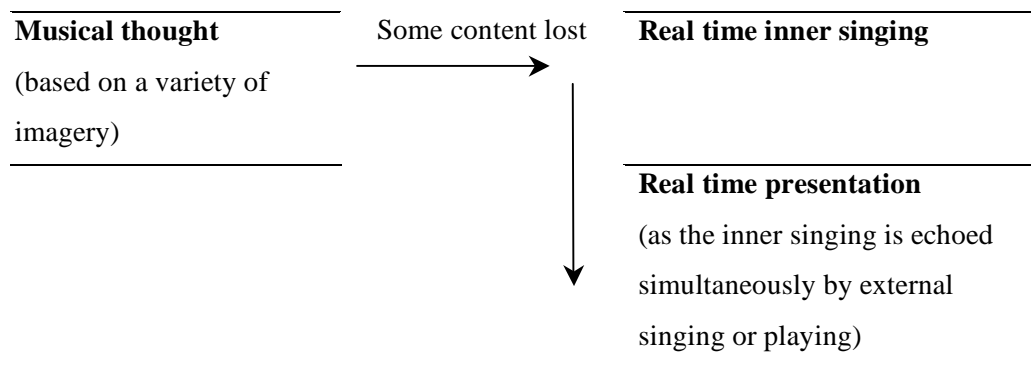 Musical thought
(based on a variety of
imagery)
Some content lost
Real time inner singing
Real time presentation
(as the inner singing is echoed
simultaneously by external
singing or playing)